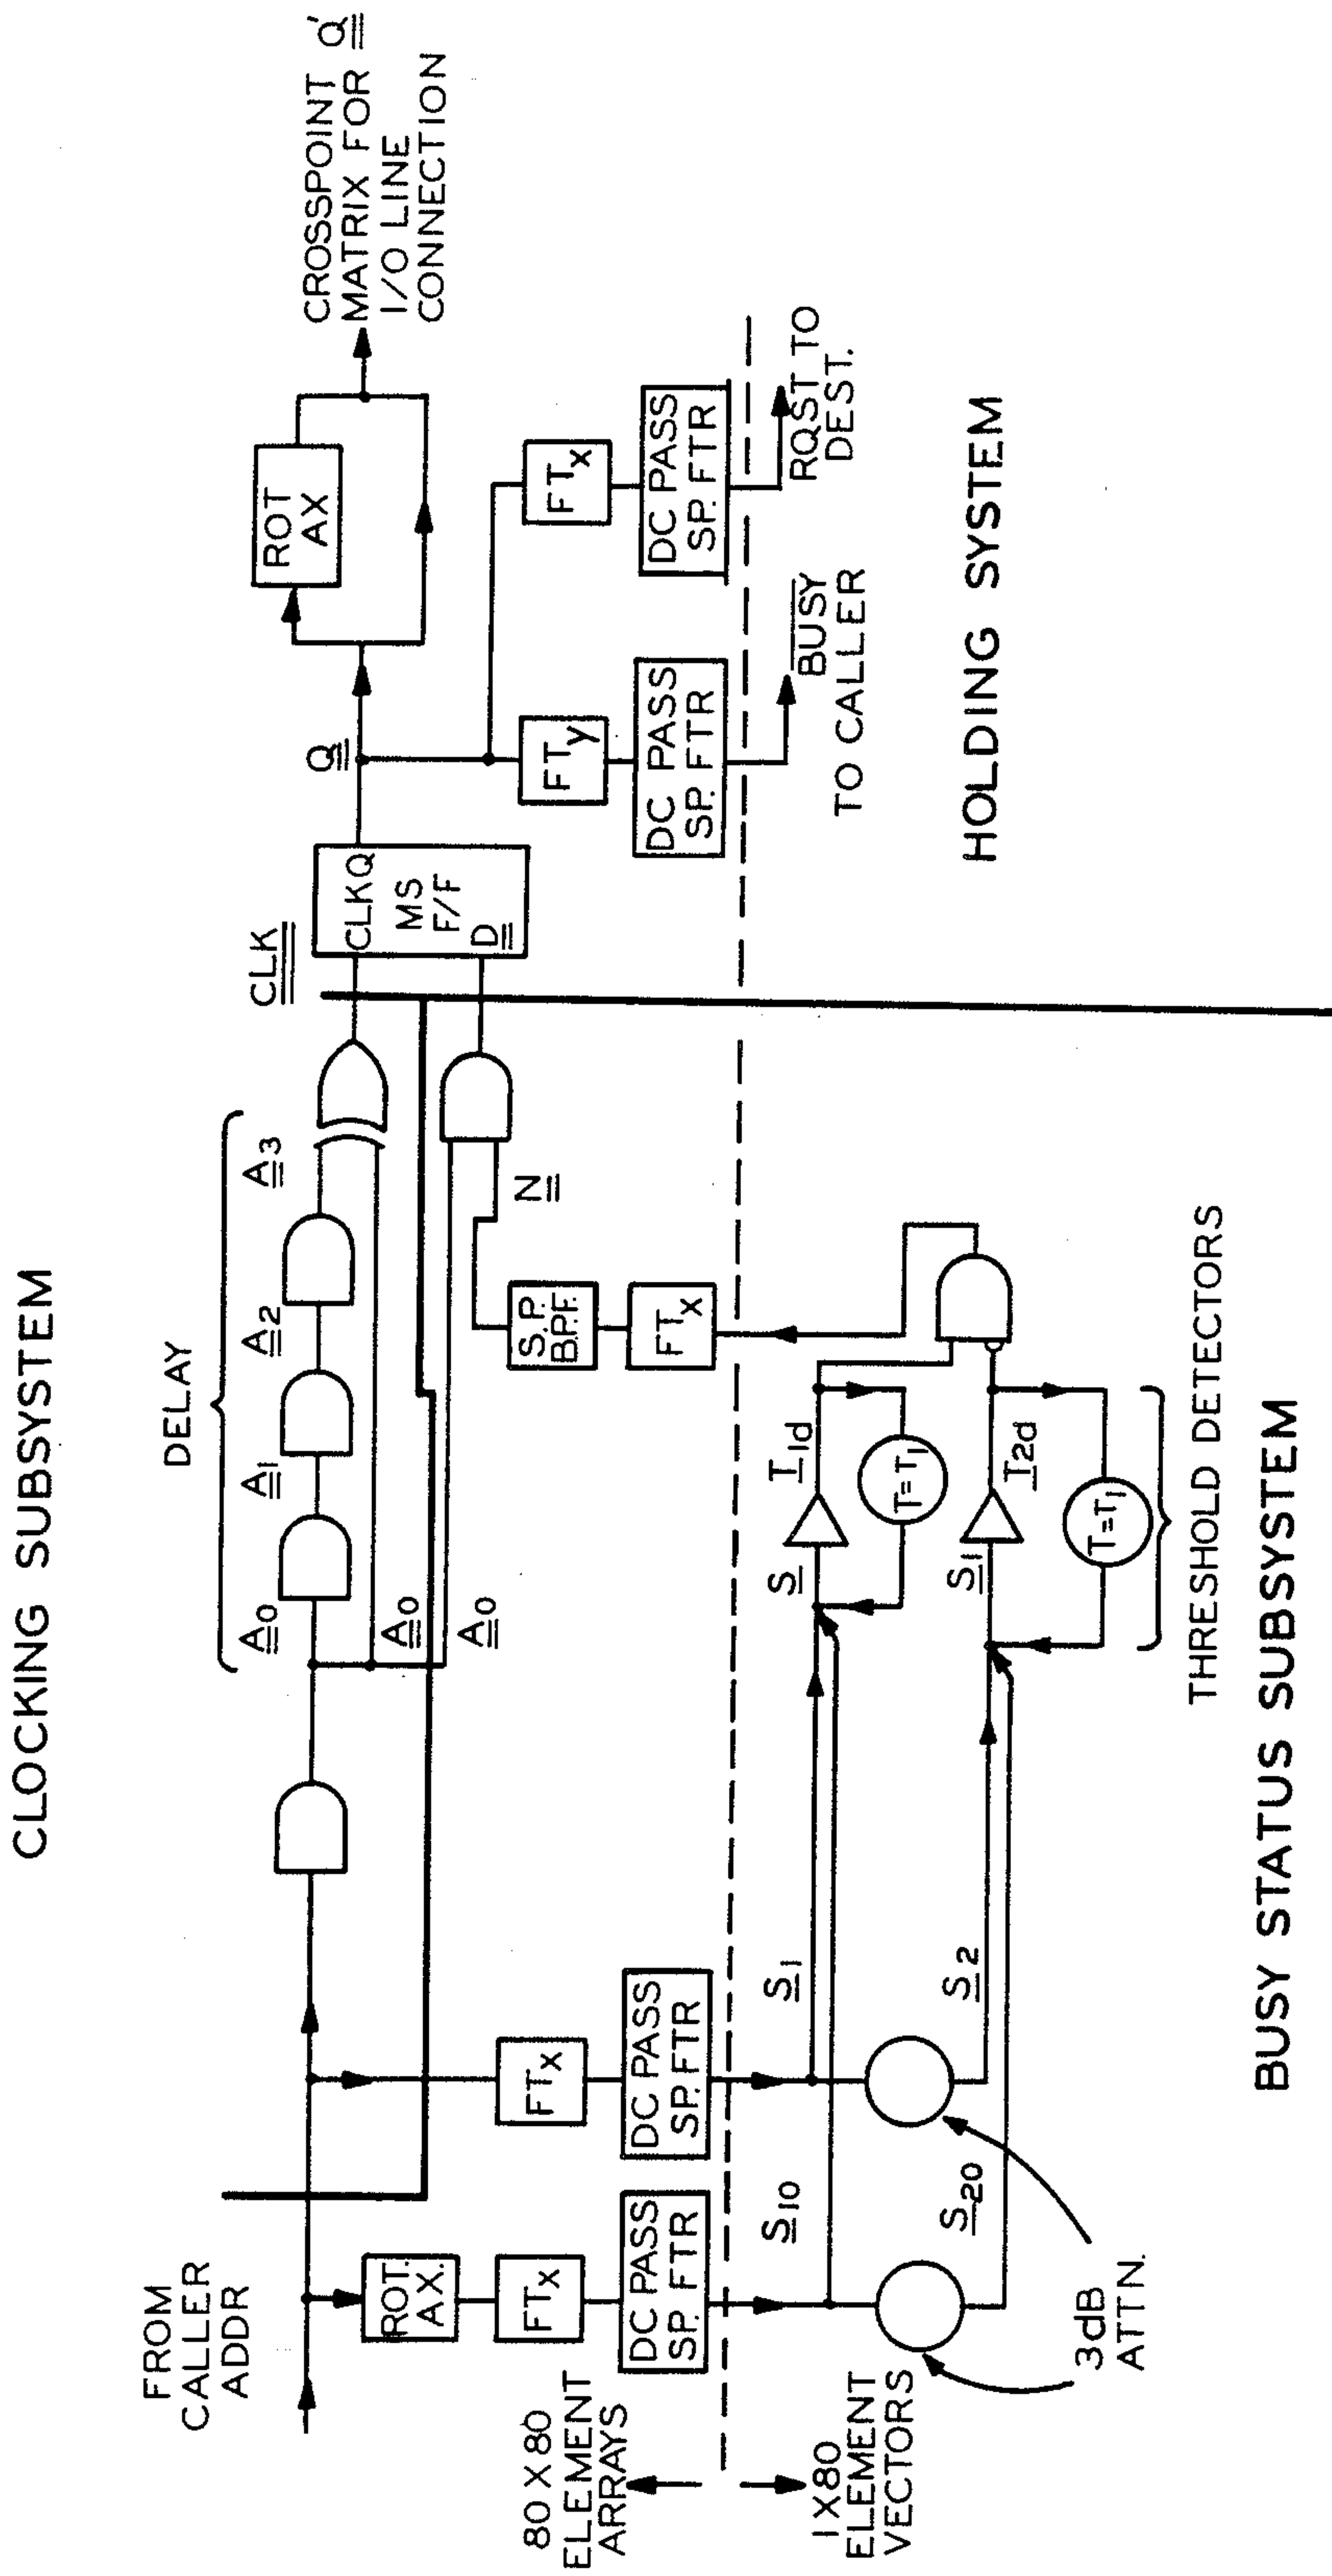 CLOCKING SUBSYSTEM
DELAY
FROM
CALLER
ADDR
A0
A1
A2
A3
A0
A0
CLK
CLKQ
MS
F/F
D
Q
ROT
AX
CROSSPOINT Q'
MATRIX FOR
I/O LINE
CONNECTION
ROT.
AX.
FTx
DC PASS
SP. FTR
FTx
DC PASS
SP. FTR
N
S.P.
B.P.F.
FTx
FTy
DC PASS
SP. FTR
FTx
DC PASS
SP. FTR
80 X 80
ELEMENT
ARRAYS
1 X 80
ELEMENT
VECTORS
S10
S1
S20
S2
3dB
ATTN.
S
I1d
T=T1
S1
I2d
T=T1
THRESHOLD DETECTORS
BUSY STATUS SUBSYSTEM
BUSY
TO CALLER
RQST TO
DEST.
HOLDING SYSTEM